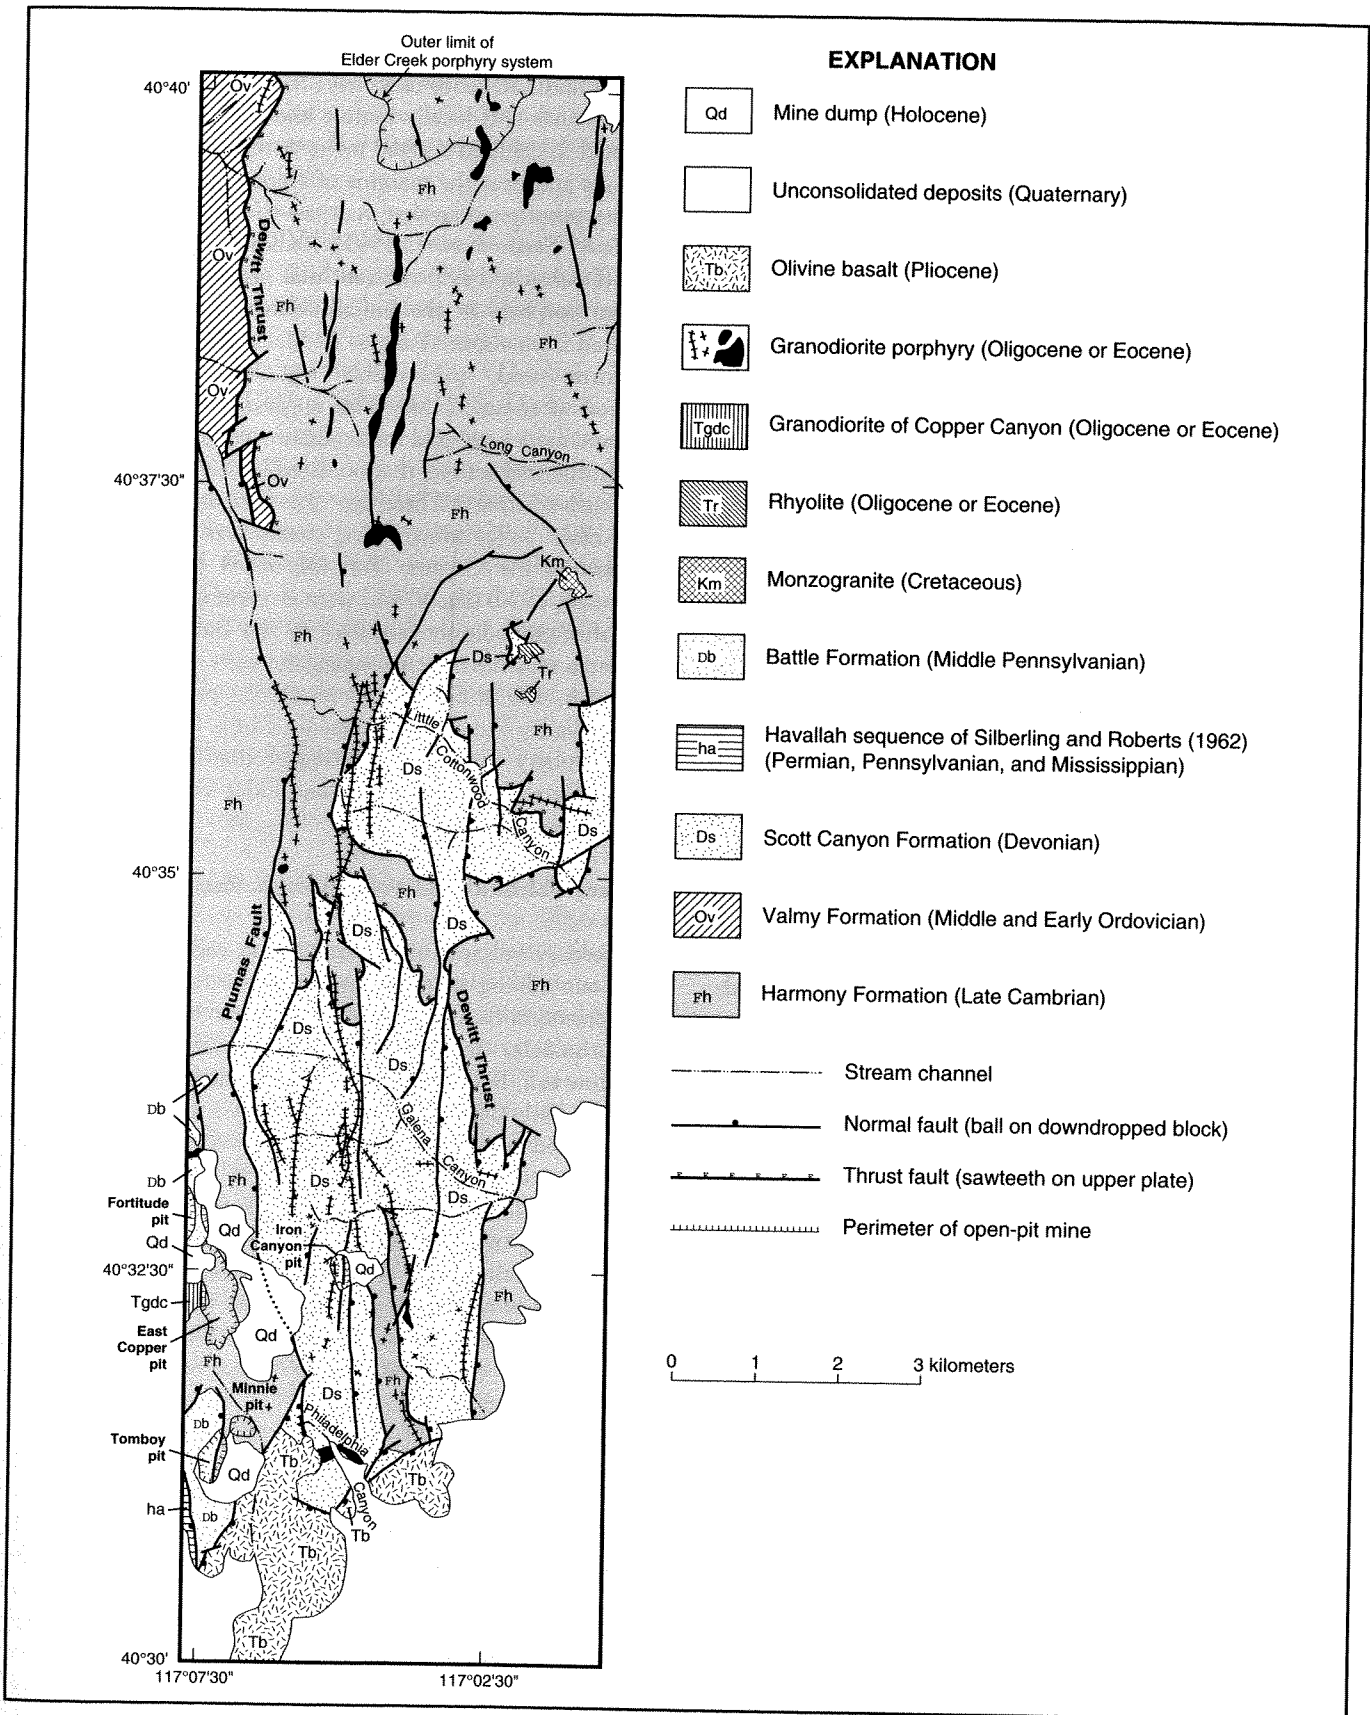 Outer limit of
Elder Creek porphyry system
40°40'
Ov
Fh
Dewitt Thrust
Ov
Fh
Fh
Ov
Long Canyon
40°37'30"
Ov
Fh
Km
Fh
Ds
Tr
Fh
Little
Cottonwood
Canyon
Ds
Fh
Ds
40°35'
Fh
Ds
Ds
Plumas Fault
Fh
Dewitt Thrust
Ds
Ds
Db
Galena
Canyon
Db
Fh
Ds
Ds
Fortitude
pit
Qd
Iron
Canyon
pit
Qd
Qd
40°32'30"
Tgdc
Fh
East
Copper
pit
Qd
Fh
Minnie
pit
Ds
Fh
Db
Philadelphia
Canyon
Tomboy
pit
Tb
Qd
Tb
ha
Db
Tb
Tb
Tb
40°30'
117°07'30"
117°02'30"
EXPLANATION
Qd Mine dump (Holocene)
Unconsolidated deposits (Quaternary)
Tb Olivine basalt (Pliocene)
Granodiorite porphyry (Oligocene or Eocene)
Tgdc Granodiorite of Copper Canyon (Oligocene or Eocene)
Tr Rhyolite (Oligocene or Eocene)
Km Monzogranite (Cretaceous)
Db Battle Formation (Middle Pennsylvanian)
ha Havallah sequence of Silberling and Roberts (1962)
(Permian, Pennsylvanian, and Mississippian)
Ds Scott Canyon Formation (Devonian)
Ov Valmy Formation (Middle and Early Ordovician)
Fh Harmony Formation (Late Cambrian)
Stream channel
Normal fault (ball on downdropped block)
Thrust fault (sawteeth on upper plate)
Perimeter of open-pit mine
0 1 2 3 kilometers